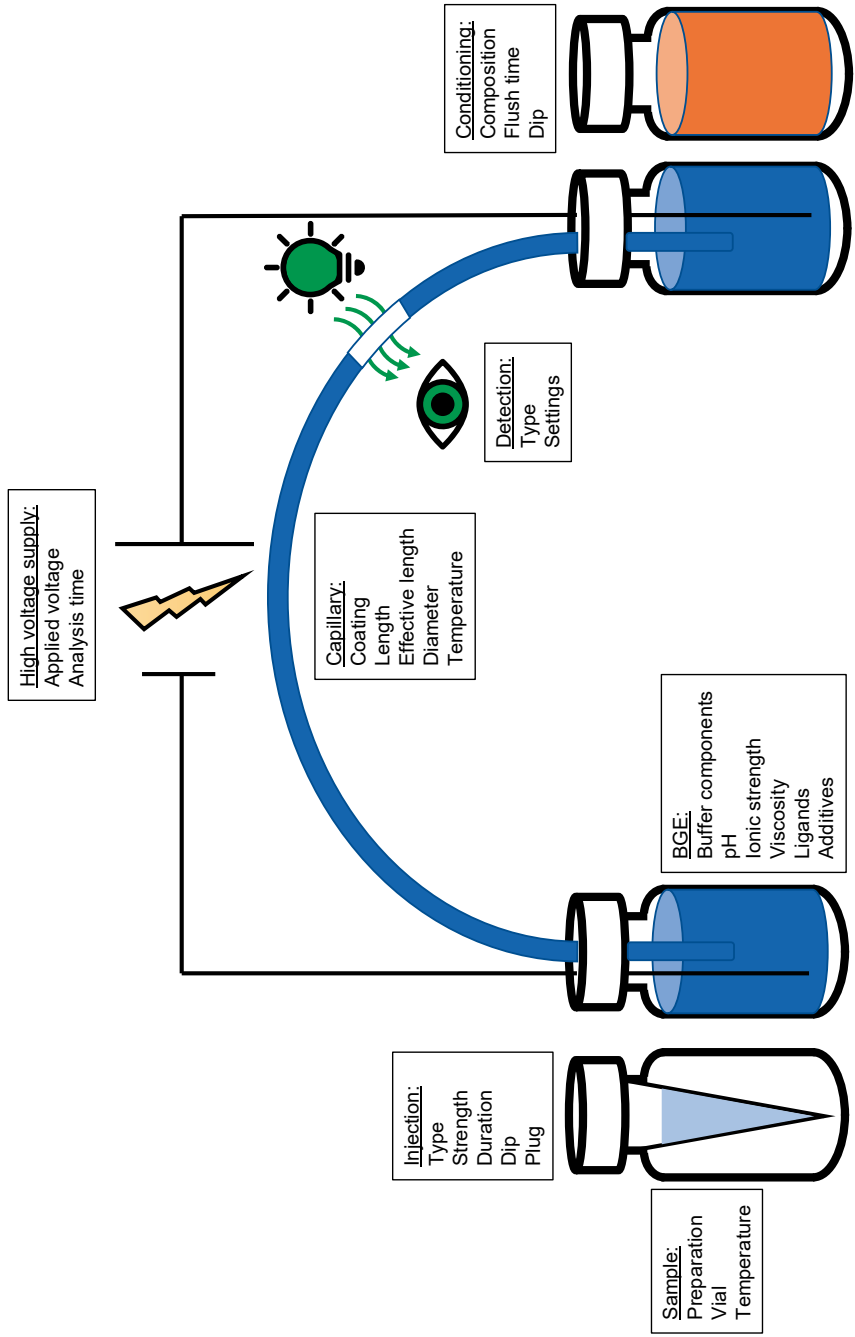 High voltage supply:
Applied voltage
Analysis time
Capillary:
Coating
Length
Effective length
Diameter
Temperature
Detection:
Type
Settings
Conditioning:
Composition
Flush time
Dip
Injection:
Type
Strength
Duration
Dip
Plug
Sample:
Preparation
Vial
Temperature
BGE:
Buffer components
pH
Ionic strength
Viscosity
Ligands
Additives